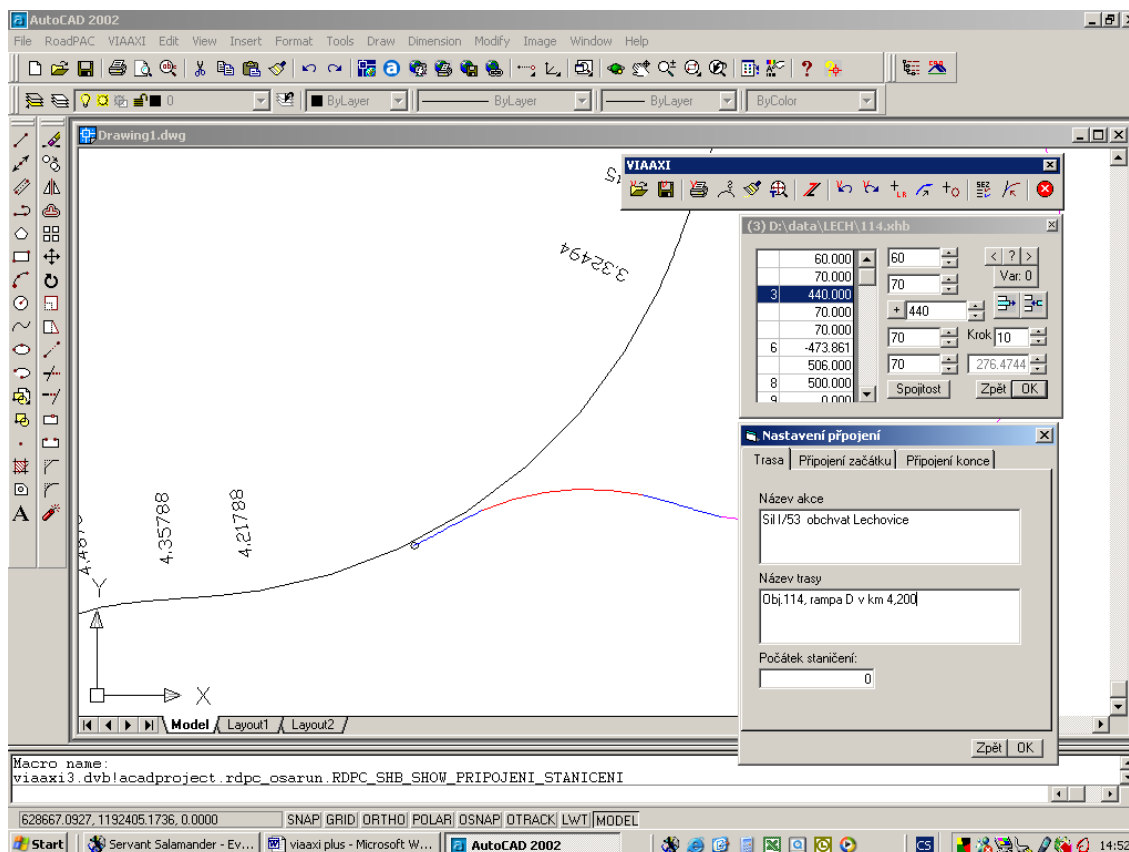 AutoCAD 2002
File RoadPAC VIAAXI Edit View Insert Format Tools Draw Dimension Modify Image Window Help
0 ByLayer ByLayer ByLayer ByColor
Drawing1.dwg
VIAAXI
3.32494
(3) D:\data\LECH\114.xhb
60.000
70.000
3 440.000
70.000
70.000
6 -473.861
506.000
8 500.000
9 0.000
60
< ? >
70
Var: 0
+ 440
70
Krok 10
70
276.4744
Spojitost Zpět OK
Nastavení přpojení
Trasa Připojení začátku Připojení konce
Název akce
Sil I/53 obchvat Lechovice
Název trasy
Obj.114, rampa D v km 4,200
Počátek staničení:
0
Zpět OK
4.35788
4.21788
Y
X
Model Layout1 Layout2
Macro name:
viaaxi3.dvb!acadproject.rdpc_osarun.RDPC_SHB_SHOW_PRIPOJENI_STANICENI
628667.0927, 1192405.1736, 0.0000 SNAP GRID ORTHO POLAR OSNAP OTRACK LWT MODEL
Start Servant Salamander - Ev... viaaxi plus - Microsoft W... AutoCAD 2002 CS 14:52